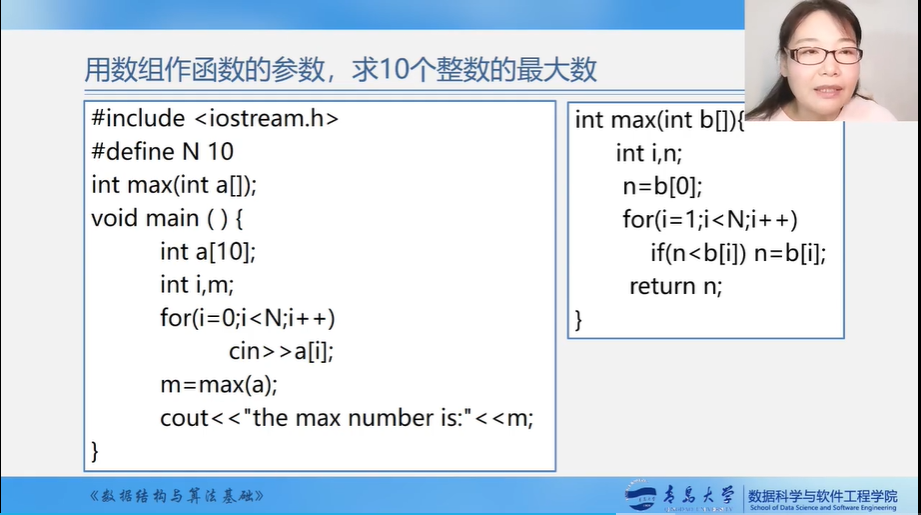 用数组作函数的参数，求10个整数的最大数
#include <iostream.h>
#define N 10
int max(int a[]);
void main ( ) {
int a[10];
int i,m;
for(i=0;i<N;i++)
cin>>a[i];
m=max(a);
cout<<"the max number is:"<<m;
}
int max(int b[]){
int i,n;
n=b[0];
for(i=1;i<N;i++)
if(n<b[i]) n=b[i];
return n;
}
《数据结构与算法基础》
青岛大学
数据科学与软件工程学院
School of Data Science and Software Engineering